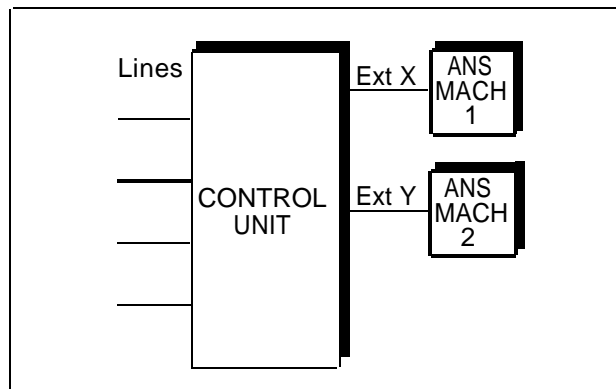 Lines
CONTROL
UNIT
Ext X
ANS
MACH
1
Ext Y
ANS
MACH
2